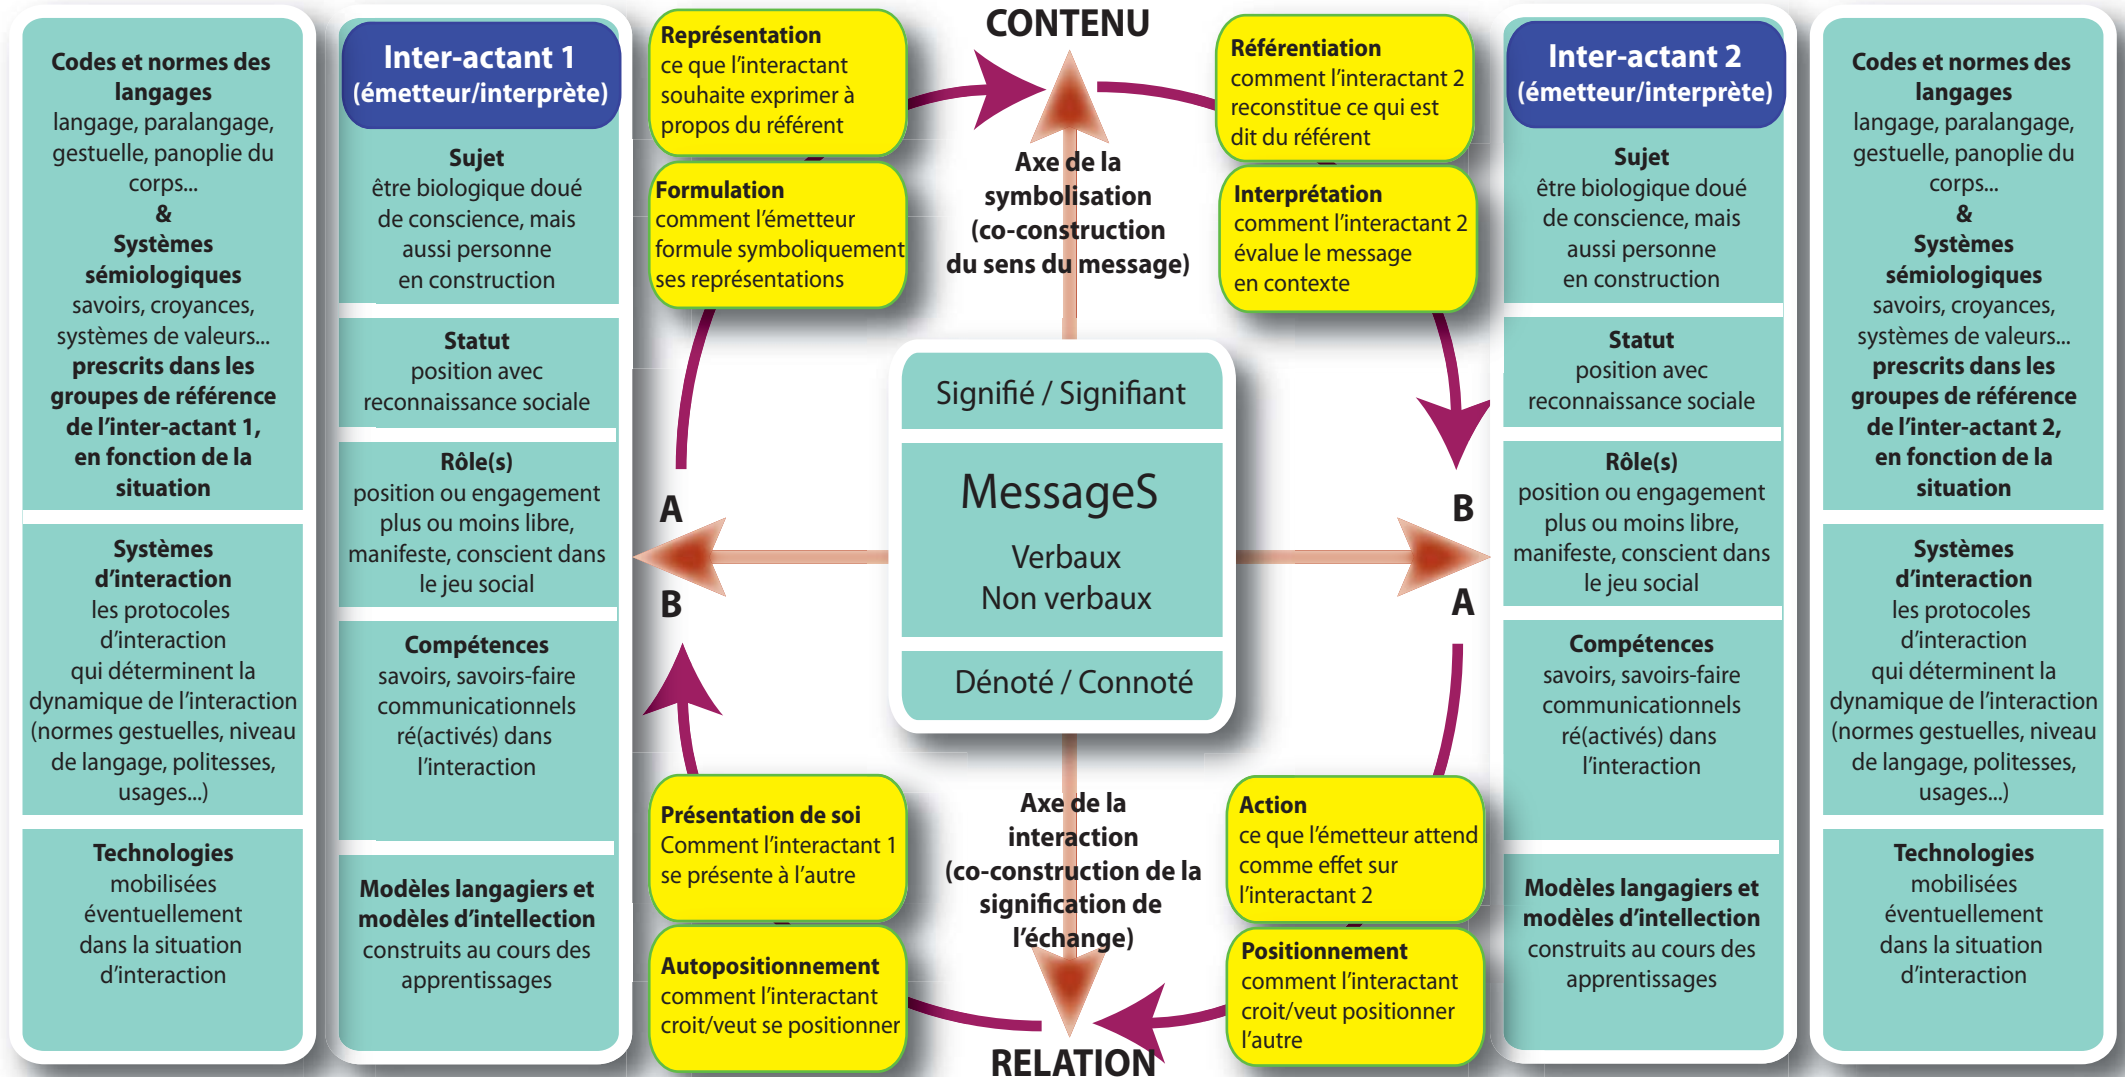 Codes et normes des
langages
langage, paralangage,
gestuelle, panoplie du
corps...
&
Systèmes
sémiologiques
savoirs, croyances,
systèmes de valeurs...
prescrits dans les
groupes de référence
de l'inter-actant 1,
en fonction de la
situation
Systèmes
d'interaction
les protocoles
d'interaction
qui déterminent la
dynamique de l'interaction
(normes gestuelles, niveau
de langage, politesses,
usages...)
Technologies
mobilisées
éventuellement
dans la situation
d'interaction
Inter-actant 1
(émetteur/interprète)
Sujet
être biologique doué
de conscience, mais
aussi personne
en construction
Statut
position avec
reconnaissance sociale
Rôle(s)
position ou engagement
plus ou moins libre,
manifeste, conscient dans
le jeu social
Compétences
savoirs, savoirs-faire
communicationnels
ré(activés) dans
l'interaction
Modèles langagiers et
modèles d'intellection
construits au cours des
apprentissages
Représentation
ce que l'interactant
souhaite exprimer à
propos du référent
Formulation
comment l'émetteur
formule symboliquement
ses représentations
A
B
Présentation de soi
Comment l'interactant 1
se présente à l'autre
Autopositionnement
comment l'interactant
croit/veut se positionner
CONTENU
Axe de la
symbolisation
(co-construction
du sens du message)
Signifié / Signifiant
MessageS
Verbaux
Non verbaux
Dénoté / Connoté
Axe de la
interaction
(co-construction de la
signification de
l'échange)
RELATION
Référentiation
comment l'interactant 2
reconstitue ce qui est
dit du référent
Interprétation
comment l'interactant 2
évalue le message
en contexte
B
A
Action
ce que l'émetteur attend
comme effet sur
l'interactant 2
Positionnement
comment l'interactant
croit/veut positionner
l'autre
Inter-actant 2
(émetteur/interprète)
Sujet
être biologique doué
de conscience, mais
aussi personne
en construction
Statut
position avec
reconnaissance sociale
Rôle(s)
position ou engagement
plus ou moins libre,
manifeste, conscient dans
le jeu social
Compétences
savoirs, savoirs-faire
communicationnels
ré(activés) dans
l'interaction
Modèles langagiers et
modèles d'intellection
construits au cours des
apprentissages
Codes et normes des
langages
langage, paralangage,
gestuelle, panoplie du
corps...
&
Systèmes
sémiologiques
savoirs, croyances,
systèmes de valeurs...
prescrits dans les
groupes de référence
de l'inter-actant 2,
en fonction de la
situation
Systèmes
d'interaction
les protocoles
d'interaction
qui déterminent la
dynamique de l'interaction
(normes gestuelles, niveau
de langage, politesses,
usages...)
Technologies
mobilisées
éventuellement
dans la situation
d'interaction